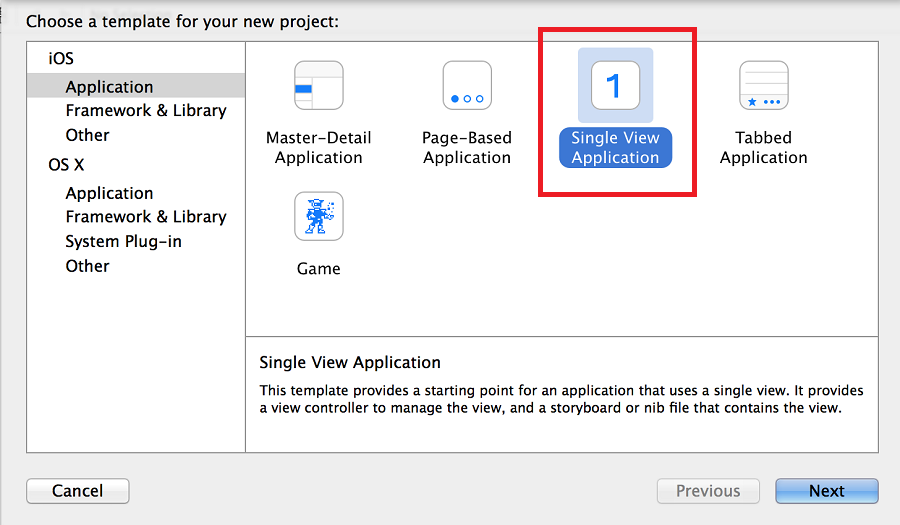 Choose a template for your new project:
iOS
Application
Framework & Library
Other
OS X
Application
Framework & Library
System Plug-in
Other
Master-Detail
Application
Page-Based
Application
1
Single View
Application
Tabbed
Application
Game
Single View Application
This template provides a starting point for an application that uses a single view. It provides
a view controller to manage the view, and a storyboard or nib file that contains the view.
Cancel
Previous
Next